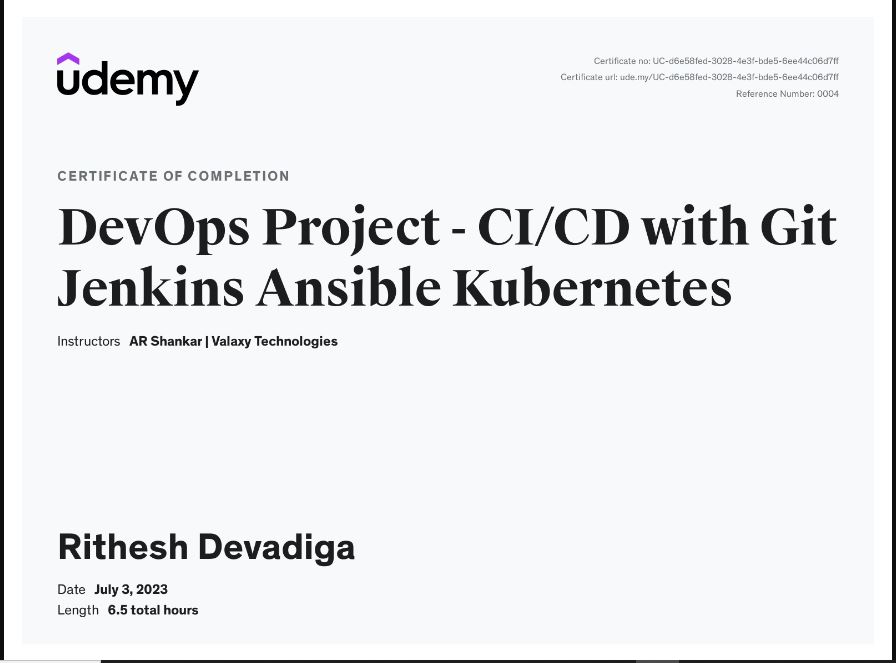 udemy
Certificate no: UC-d6e58fed-3028-4e3f-bde5-6ee44c06d7ff
Certificate url: ude.my/UC-d6e58fed-3028-4e3f-bde5-6ee44c06d7ff
Reference Number: 0004
CERTIFICATE OF COMPLETION
DevOps Project - CI/CD with Git
Jenkins Ansible Kubernetes
Instructors AR Shankar | Valaxy Technologies
Rithesh Devadiga
Date July 3, 2023
Length 6.5 total hours